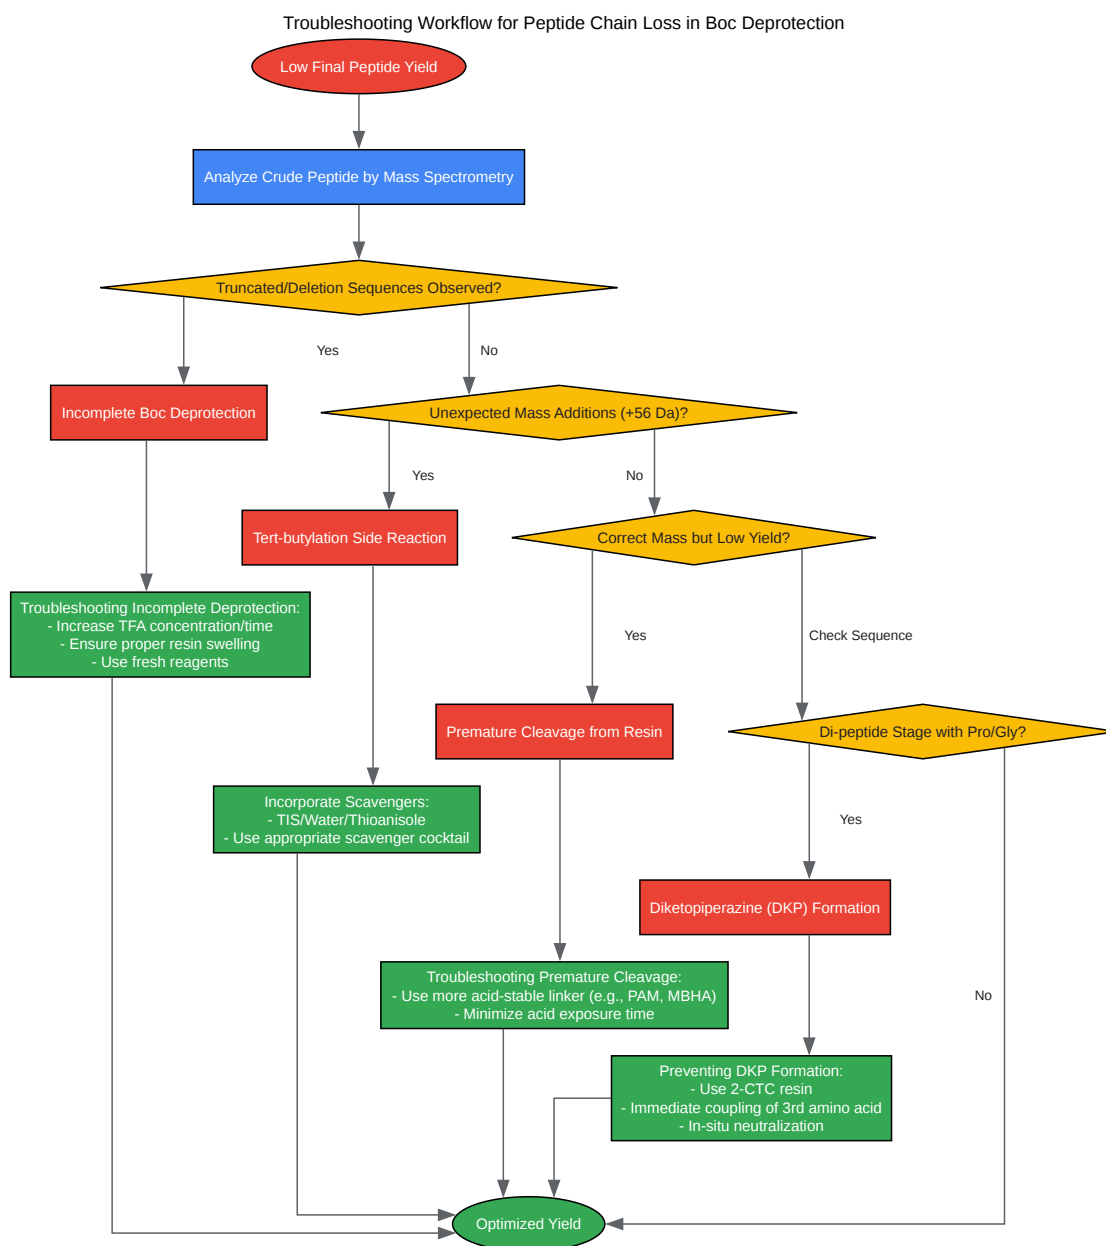 Troubleshooting Workflow for Peptide Chain Loss in Boc Deprotection
Low Final Peptide Yield
Analyze Crude Peptide by Mass Spectrometry
Truncated/Deletion Sequences Observed?
Yes
No
Incomplete Boc Deprotection
Unexpected Mass Additions (+56 Da)?
Yes
No
Tert-butylation Side Reaction
Correct Mass but Low Yield?
Troubleshooting Incomplete Deprotection:
- Increase TFA concentration/time
- Ensure proper resin swelling
- Use fresh reagents
Yes
Check Sequence
Premature Cleavage from Resin
Di-peptide Stage with Pro/Gly?
Incorporate Scavengers:
- TIS/Water/Thioanisole
- Use appropriate scavenger cocktail
Yes
Diketopiperazine (DKP) Formation
Troubleshooting Premature Cleavage:
- Use more acid-stable linker (e.g., PAM, MBHA)
- Minimize acid exposure time
No
Preventing DKP Formation:
- Use 2-CTC resin
- Immediate coupling of 3rd amino acid
- In-situ neutralization
Optimized Yield